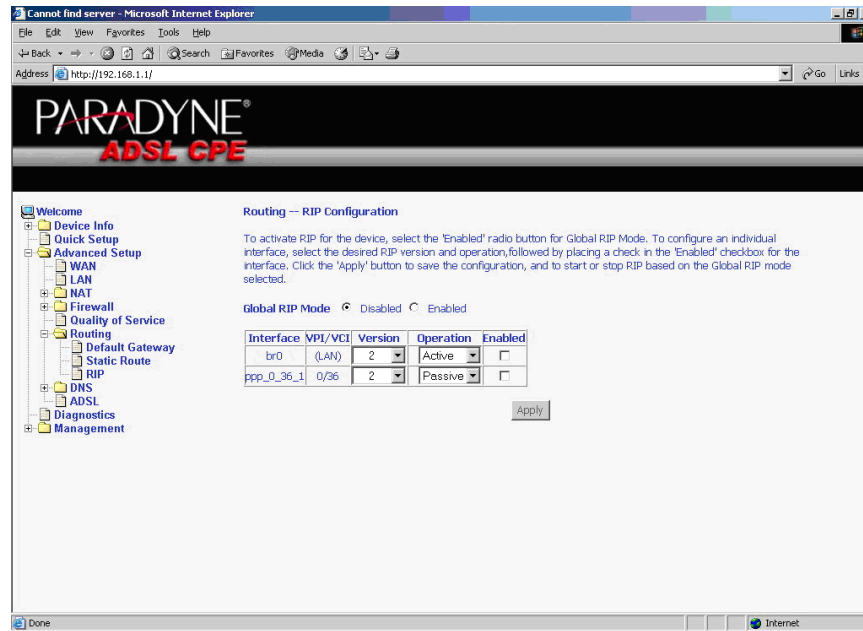 Cannot find server - Microsoft Internet Explorer
File Edit View Favorites Tools Help
Back Search Favorites Media
Address http://192.168.1.1/ Go Links
PARADYNE®
ADSL CPE
Welcome
Device Info
Quick Setup
Advanced Setup
WAN
LAN
NAT
Firewall
Quality of Service
Routing
Default Gateway
Static Route
RIP
DNS
ADSL
Diagnostics
Management
Routing -- RIP Configuration
To activate RIP for the device, select the 'Enabled' radio button for Global RIP Mode. To configure an individual
interface, select the desired RIP version and operation,followed by placing a check in the 'Enabled' checkbox for the
interface. Click the 'Apply' button to save the configuration, and to start or stop RIP based on the Global RIP mode
selected.
Global RIP Mode Disabled Enabled
Interface VPI/VCI Version Operation Enabled
br0 (LAN) 2 Active
ppp_0_36_1 0/36 2 Passive
Apply
Done Internet